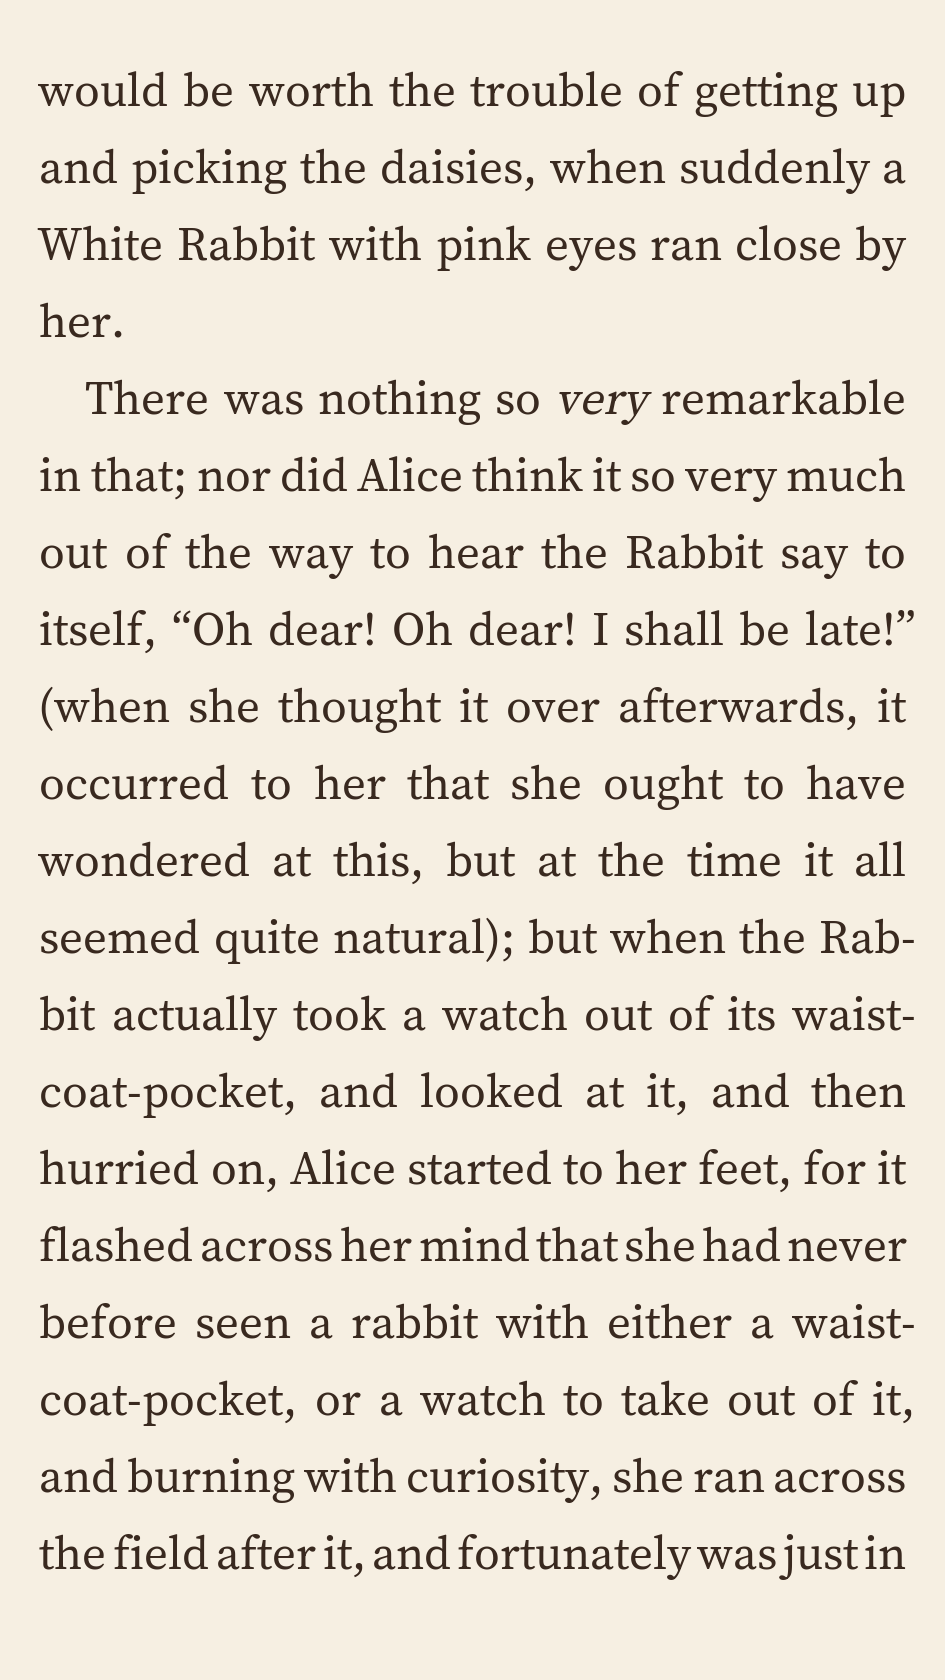 would be worth the trouble of getting up
and picking the daisies, when suddenly a
White Rabbit with pink eyes ran close by
her.
There was nothing so very remarkable
in that; nor did Alice think it so very much
out of the way to hear the Rabbit say to
itself, “Oh dear! Oh dear! I shall be late!”
(when she thought it over afterwards, it
occurred to her that she ought to have
wondered at this, but at the time it all
seemed quite natural); but when the Rab-
bit actually took a watch out of its waist-
coat-pocket, and looked at it, and then
hurried on, Alice started to her feet, for it
flashed across her mind that she had never
before seen a rabbit with either a waist-
coat-pocket, or a watch to take out of it,
and burning with curiosity, she ran across
the field after it, and fortunately was just in